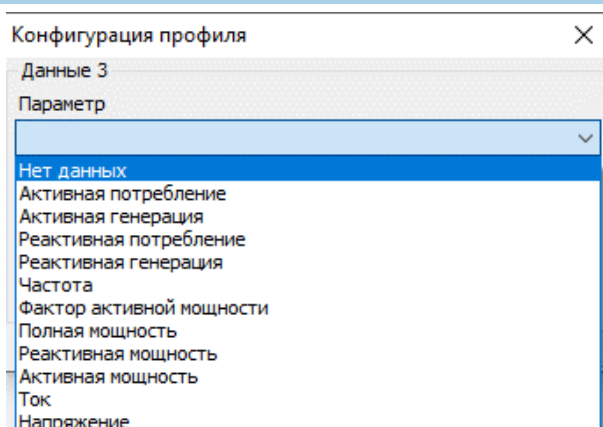 Конфигурация профиля
Данные 3
Параметр
Нет данных
Активная потребление
Активная генерация
Реактивная потребление
Реактивная генерация
Частота
Фактор активной мощности
Полная мощность
Реактивная мощность
Активная мощность
Ток
Напряжение